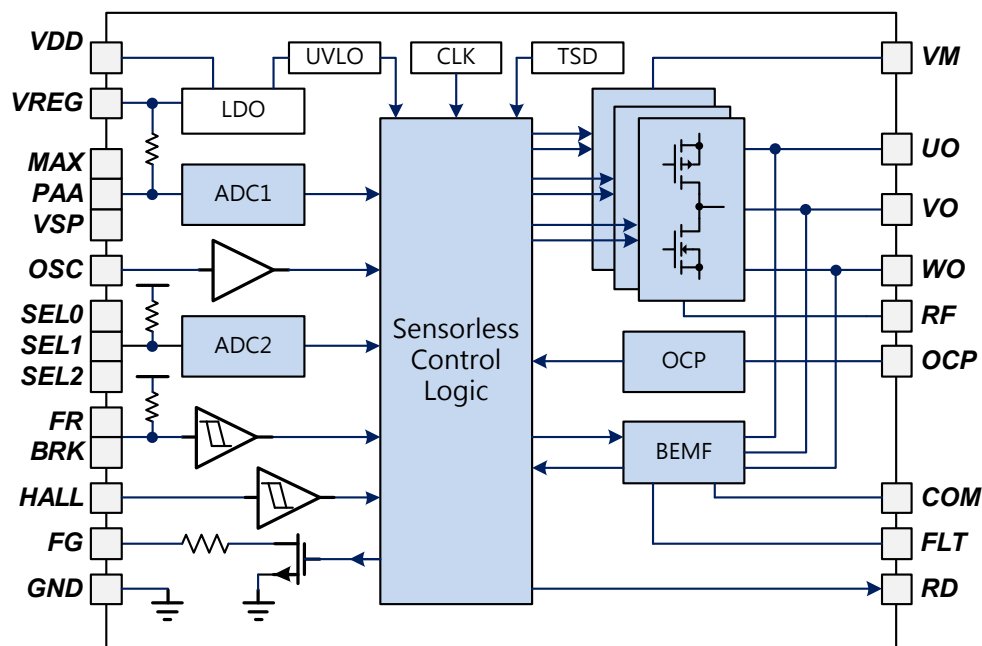 VDD
VREG
MAX
PAA
VSP
OSC
SEL0
SEL1
SEL2
FR
BRK
HALL
FG
GND
UVLO
CLK
TSD
LDO
ADC1
ADC2
Sensorless
Control
Logic
OCP
BEMF
VM
UO
VO
WO
RF
OCP
COM
FLT
RD